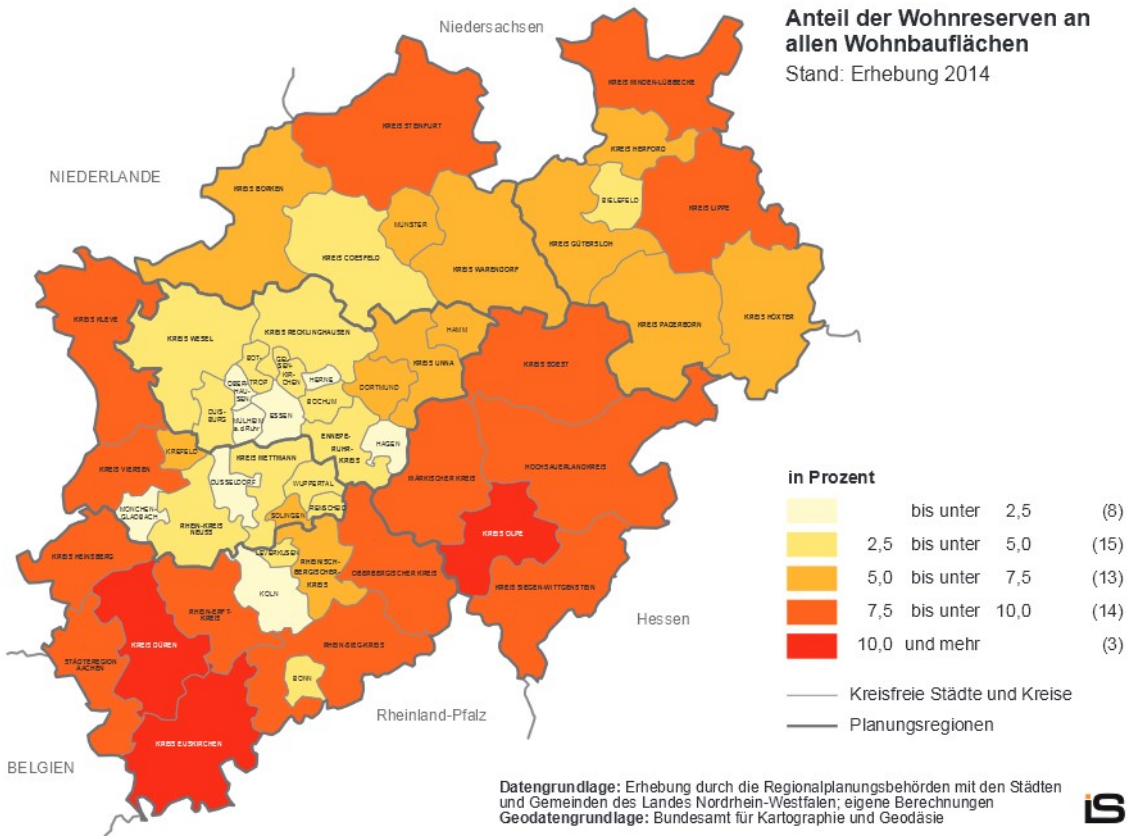 Anteil der Wohnreserven an
allen Wohnbauflächen
Stand: Erhebung 2014
Niedersachsen
NIEDERLANDE
KREIS MINDEN-LÜBBECKE
KREIS STEINFURT
KREIS HERFORD
KREIS BORKEN
BIELEFELD
KREIS LIPPE
MÜNSTER
KREIS GÜTERSLOH
KREIS COESFELD
KREIS WARENDORF
KREIS KLEVE
KREIS PADERBORN
KREIS HÖXTER
KREIS WESEL
KREIS RECKLINGHAUSEN
HAMM
KREIS UNNA
KREIS SOEST
BOT-
TROP
GEL-
SEN-
KIR-
CHEN
OBER-
HAU-
SEN
HERNE
DORTMUND
BOCHUM
DUIS-
BURG
MÜLHEIM
a. d. Ruhr
ESSEN
ENNEPE-
RUHR-
KREIS
HAGEN
KREFELD
KREIS METTMANN
KREIS VIERSEN
MÄRKISCHER KREIS
HOCHSAUERLANDKREIS
DÜSSELDORF
WUPPERTAL
MÖNCHEN-
GLADBACH
REMSCHEID
SOLINGEN
RHEIN-KREIS
NEUSS
KREIS OLPE
KREIS HEINSBERG
LEVERKUSEN
RHEINISCH-
BERGISCHER-
KREIS
OBERBERGISCHER KREIS
KREIS SIEGEN-WITTGENSTEIN
KÖLN
RHEIN-ERFT-
KREIS
KREIS DÜREN
RHEIN-SIEG-KREIS
STÄDTEREGION
AACHEN
BONN
KREIS EUSKIRCHEN
Hessen
Rheinland-Pfalz
BELGIEN
in Prozent
bis unter 2,5 (8)
2,5 bis unter 5,0 (15)
5,0 bis unter 7,5 (13)
7,5 bis unter 10,0 (14)
10,0 und mehr (3)
Kreisfreie Städte und Kreise
Planungsregionen
Datengrundlage: Erhebung durch die Regionalplanungsbehörden mit den Städten
und Gemeinden des Landes Nordrhein-Westfalen; eigene Berechnungen
Geodatengrundlage: Bundesamt für Kartographie und Geodäsie
iS